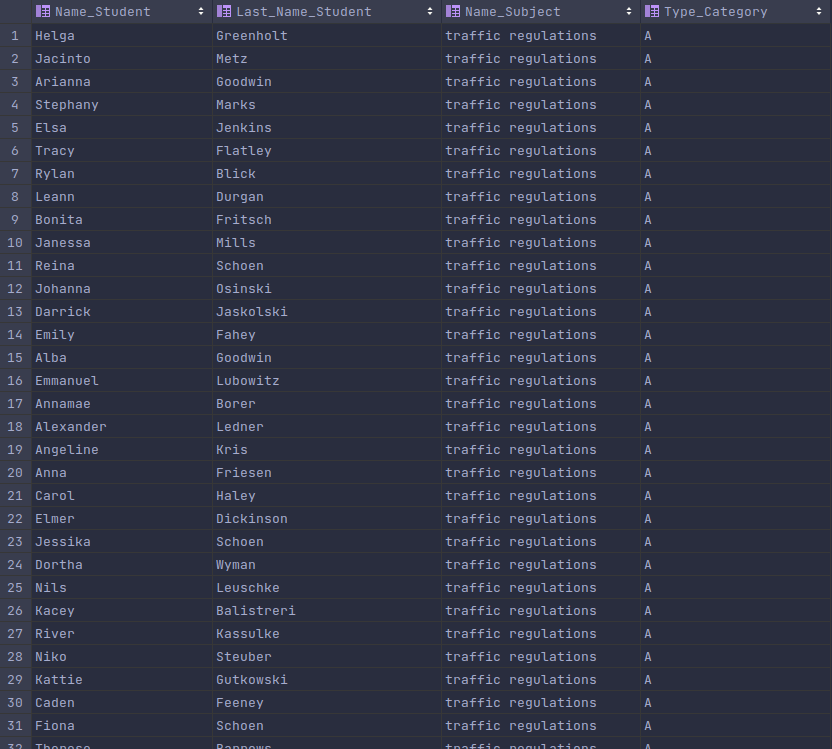 Name_Student Last_Name_Student Name_Subject Type_Category
1 Helga Greenholt traffic regulations A
2 Jacinto Metz traffic regulations A
3 Arianna Goodwin traffic regulations A
4 Stephany Marks traffic regulations A
5 Elsa Jenkins traffic regulations A
6 Tracy Flatley traffic regulations A
7 Rylan Blick traffic regulations A
8 Leann Durgan traffic regulations A
9 Bonita Fritsch traffic regulations A
10 Janessa Mills traffic regulations A
11 Reina Schoen traffic regulations A
12 Johanna Osinski traffic regulations A
13 Darrick Jaskolski traffic regulations A
14 Emily Fahey traffic regulations A
15 Alba Goodwin traffic regulations A
16 Emmanuel Lubowitz traffic regulations A
17 Annamae Borer traffic regulations A
18 Alexander Ledner traffic regulations A
19 Angeline Kris traffic regulations A
20 Anna Friesen traffic regulations A
21 Carol Haley traffic regulations A
22 Elmer Dickinson traffic regulations A
23 Jessika Schoen traffic regulations A
24 Dortha Wyman traffic regulations A
25 Nils Leuschke traffic regulations A
26 Kacey Balistreri traffic regulations A
27 River Kassulke traffic regulations A
28 Niko Steuber traffic regulations A
29 Kattie Gutkowski traffic regulations A
30 Caden Feeney traffic regulations A
31 Fiona Schoen traffic regulations A
32 traffic regulations A